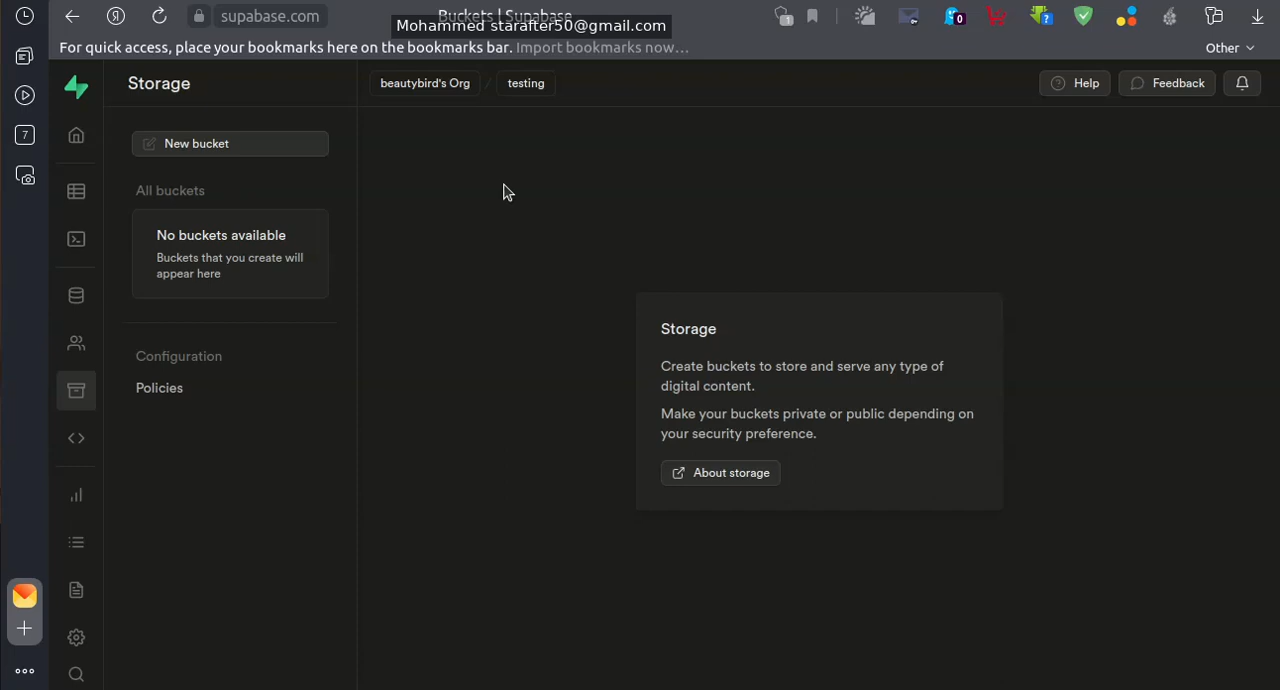 supabase.com
Buckets | Supabase
Mohammed starafter50@gmail.com
1
0
?
For quick access, place your bookmarks here on the bookmarks bar. Import bookmarks now…
Other
7
Storage
beautybird's Org / testing
Help
Feedback
New bucket
All buckets
No buckets available
Buckets that you create will
appear here
Configuration
Policies
Storage
Create buckets to store and serve any type of
digital content.
Make your buckets private or public depending on
your security preference.
About storage